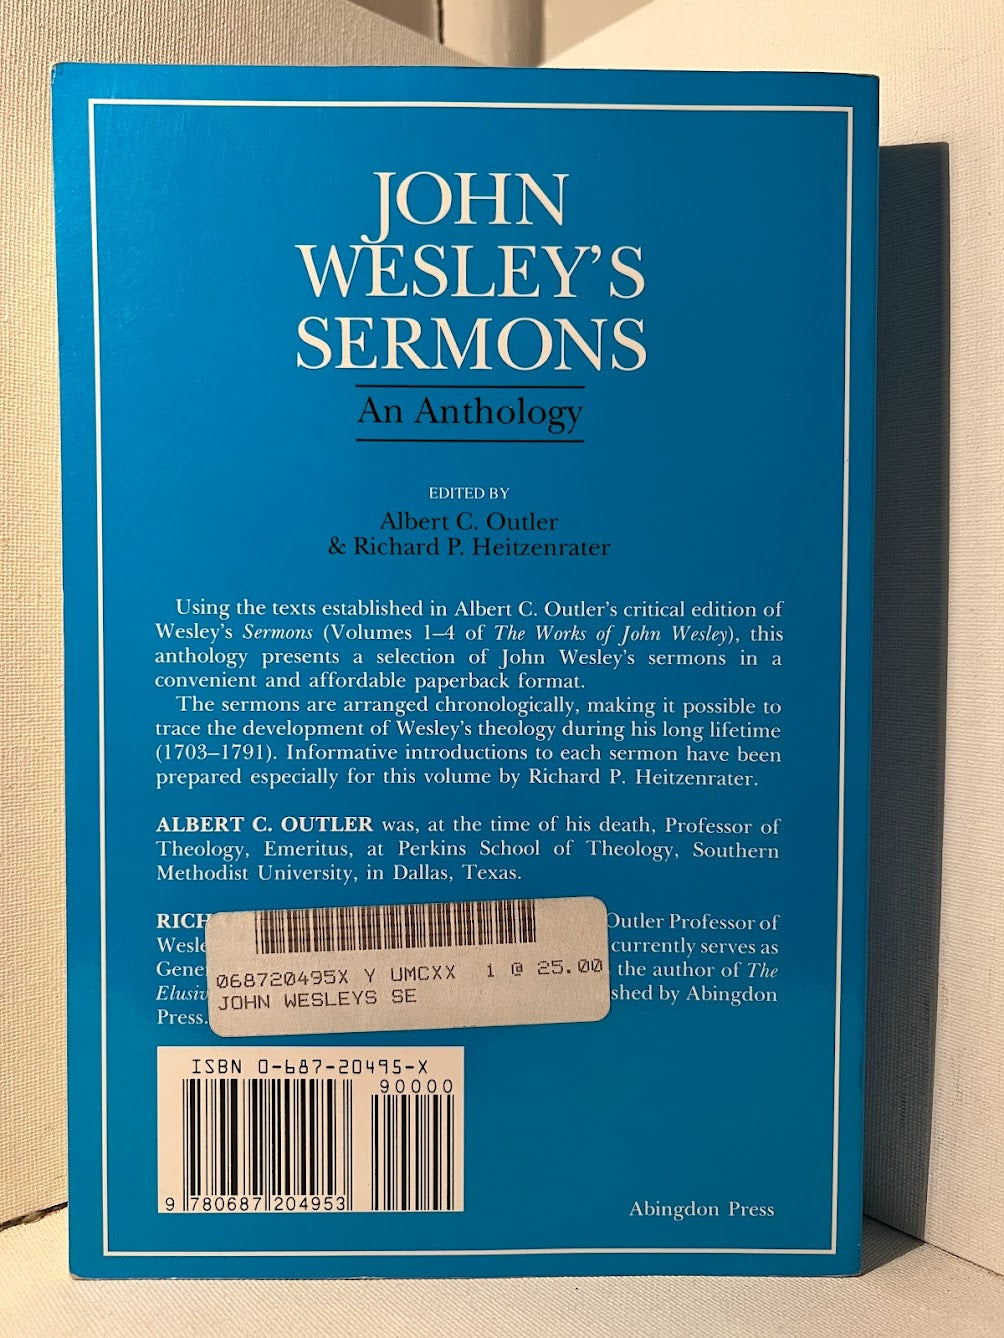 JOHN
WESLEY'S
SERMONS
An Anthology
EDITED BY
Albert C. Outler
& Richard P. Heitzenrater
Using the texts established in Albert C. Outler's critical edition of
Wesley's Sermons (Volumes 1–4 of The Works of John Wesley), this
anthology presents a selection of John Wesley's sermons in a
convenient and affordable paperback format.
The sermons are arranged chronologically, making it possible to
trace the development of Wesley's theology during his long lifetime
(1703–1791). Informative introductions to each sermon have been
prepared especially for this volume by Richard P. Heitzenrater.
ALBERT C. OUTLER was, at the time of his death, Professor of
Theology, Emeritus, at Perkins School of Theology, Southern
Methodist University, in Dallas, Texas.
RICH Outler Professor of
Wesle currently serves as
Gene the author of The
Elusiv shed by Abingdon
Press.
068720495X Y UMCXX 1 @ 25.00
JOHN WESLEYS SE
ISBN 0-687-20495-X
90000
9 780687 204953
Abingdon Press